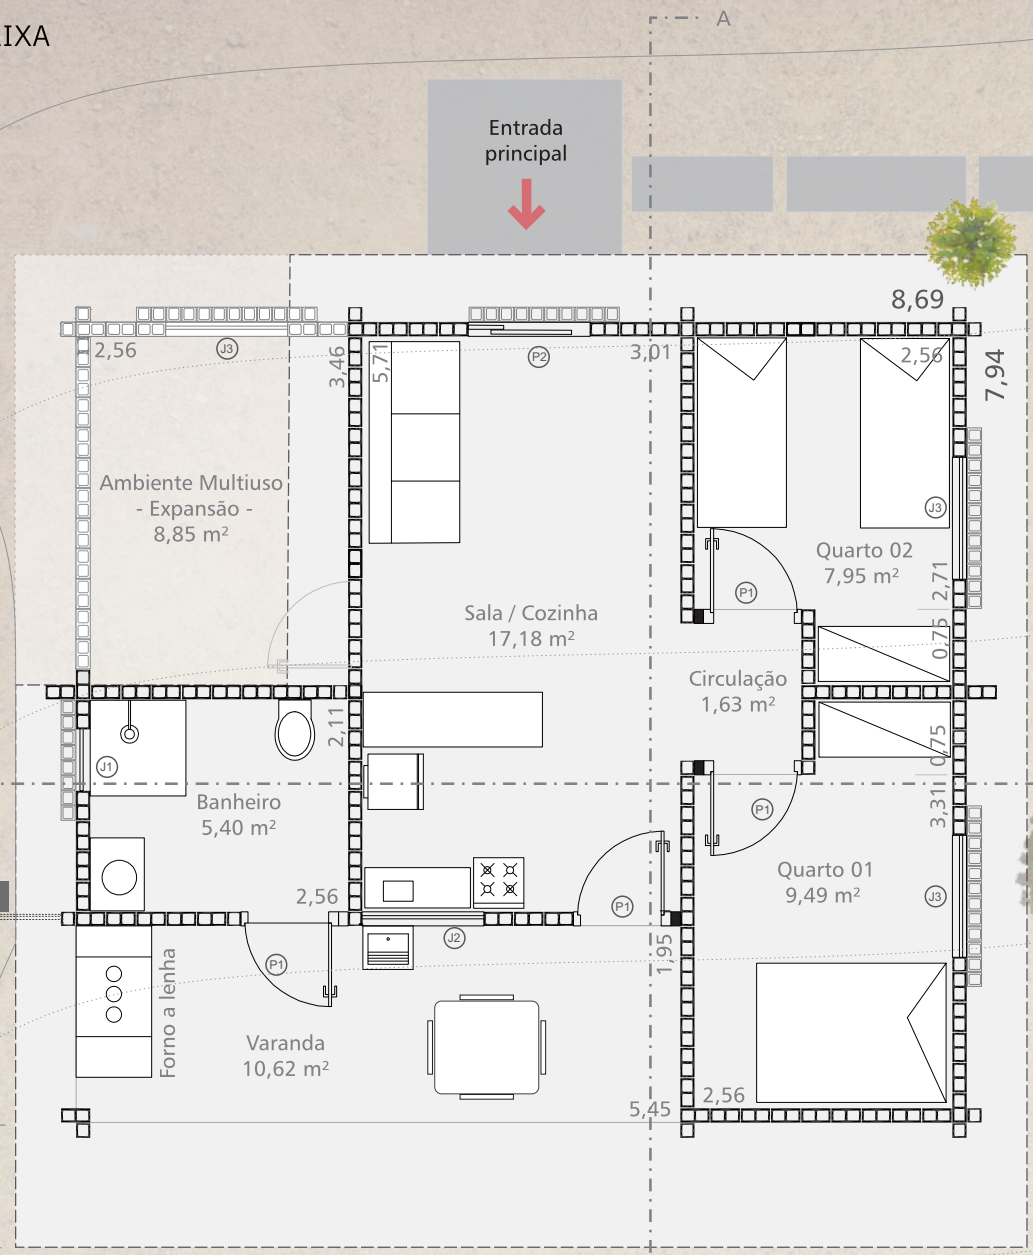 IXA
A
Entrada
principal
8,69
2,56
J3
3,46
5,71
P2
3,01
2,56
7,94
Ambiente Multiuso
- Expansão -
8,85 m²
J3
Quarto 02
7,95 m²
2,71
P1
Sala / Cozinha
17,18 m²
0,75
Circulação
1,63 m²
2,11
J1
0,75
Banheiro
5,40 m²
3,31
P1
Quarto 01
9,49 m²
2,56
P1
J3
J2
P1
1,95
Forno a lenha
Varanda
10,62 m²
2,56
5,45